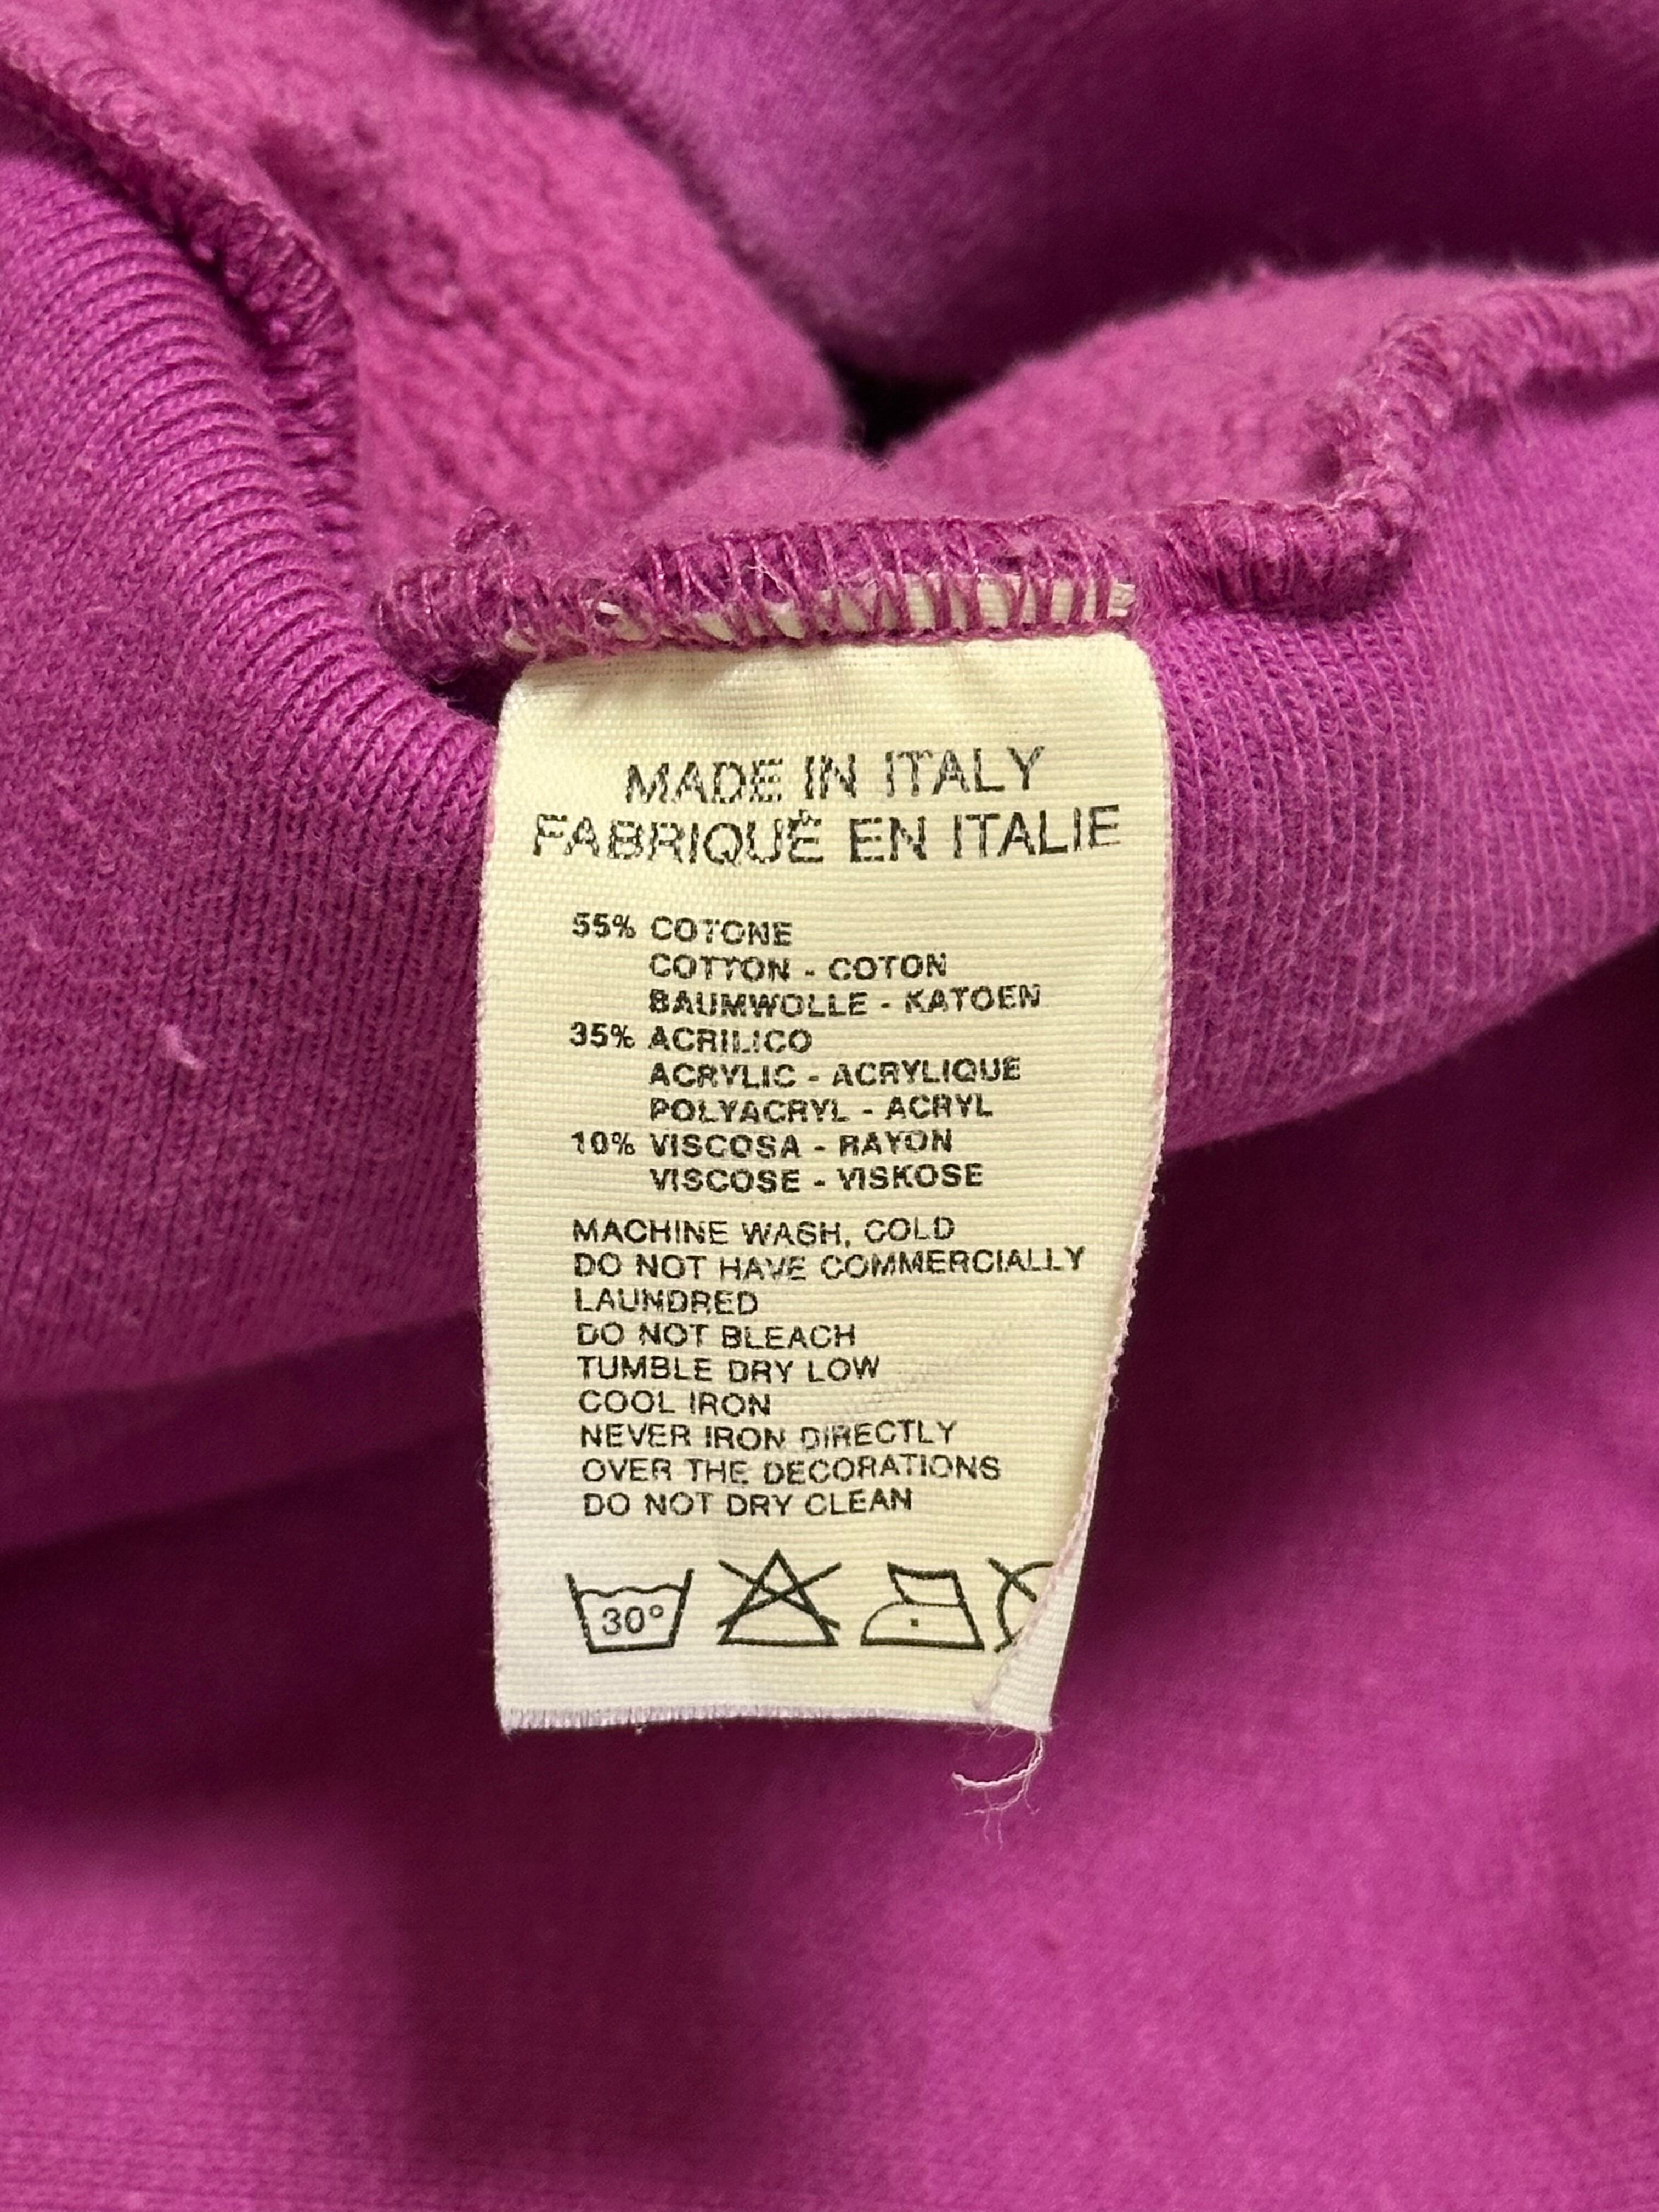 MADE IN ITALY
FABRIQUÉ EN ITALIE
55% COTONE
COTTON - COTON
BAUMWOLLE - KATOEN
35% ACRILICO
ACRYLIC - ACRYLIQUE
POLYACRYL - ACRYL
10% VISCOSA - RAYON
VISCOSE - VISKOSE
MACHINE WASH, COLD
DO NOT HAVE COMMERCIALLY
LAUNDRED
DO NOT BLEACH
TUMBLE DRY LOW
COOL IRON
NEVER IRON DIRECTLY
OVER THE DECORATIONS
DO NOT DRY CLEAN
30°